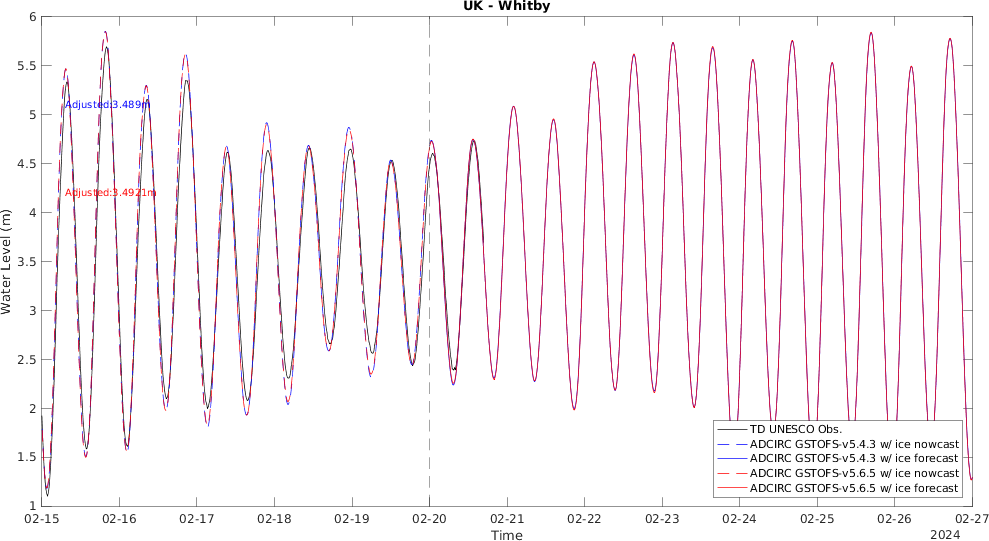 UK - Whitby
6
5.5
5
4.5
4
3.5
3
2.5
2
1.5
1
Water Level (m)
Adjusted:3.489m
Adjusted:3.4921m
TD UNESCO Obs.
ADCIRC GSTOFS-v5.4.3 w/ ice nowcast
ADCIRC GSTOFS-v5.4.3 w/ ice forecast
ADCIRC GSTOFS-v5.6.5 w/ ice nowcast
ADCIRC GSTOFS-v5.6.5 w/ ice forecast
02-15 02-16 02-17 02-18 02-19 02-20 02-21 02-22 02-23 02-24 02-25 02-26 02-27
Time
2024